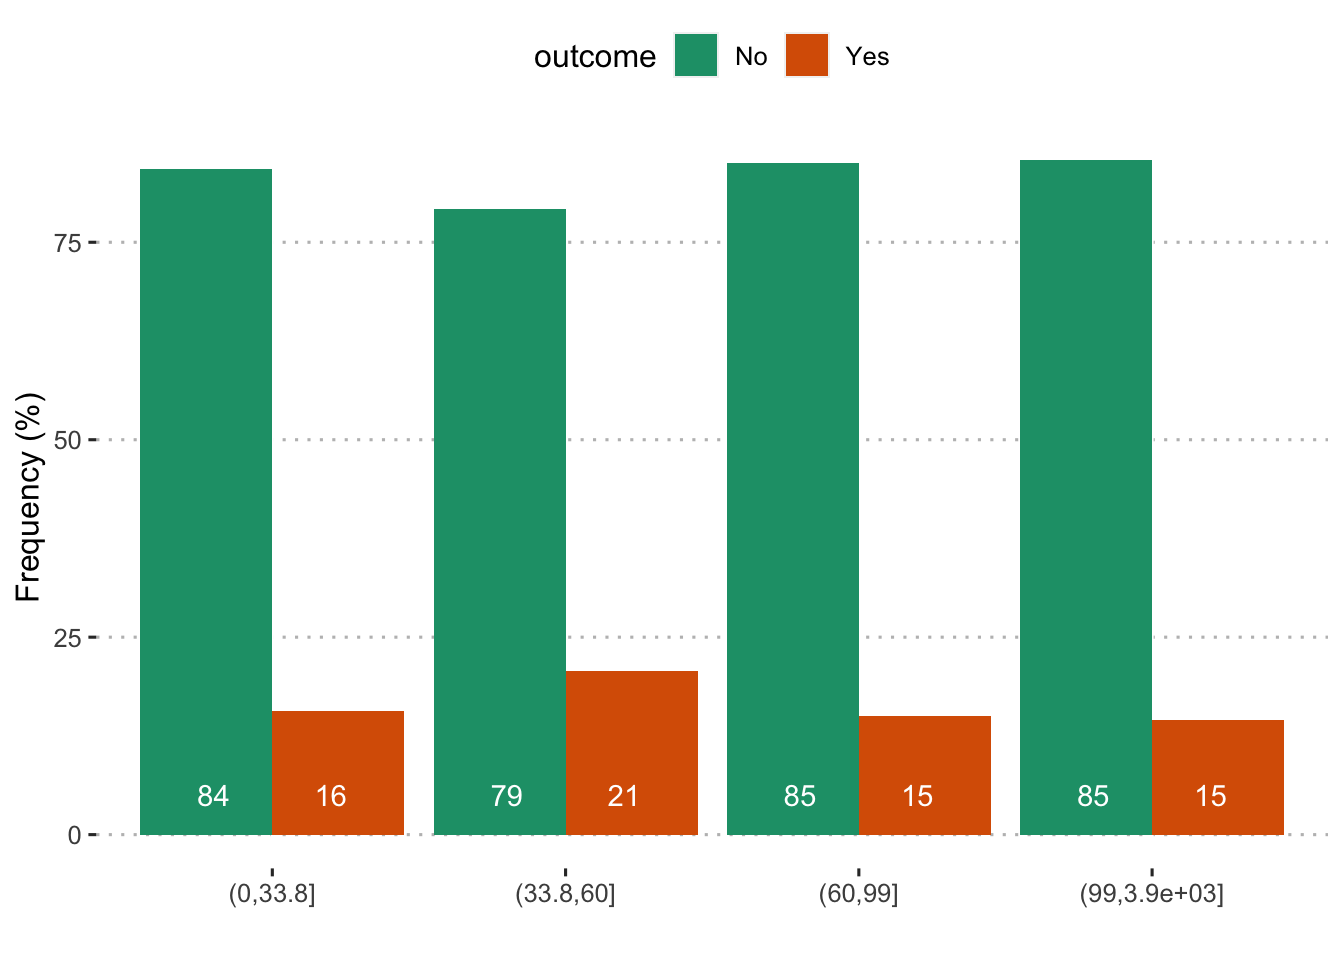 outcome No Yes
Frequency (%)
75
50
25
0
84 16 79 21 85 15 85 15
(0,33.8] (33.8,60] (60,99] (99,3.9e+03]